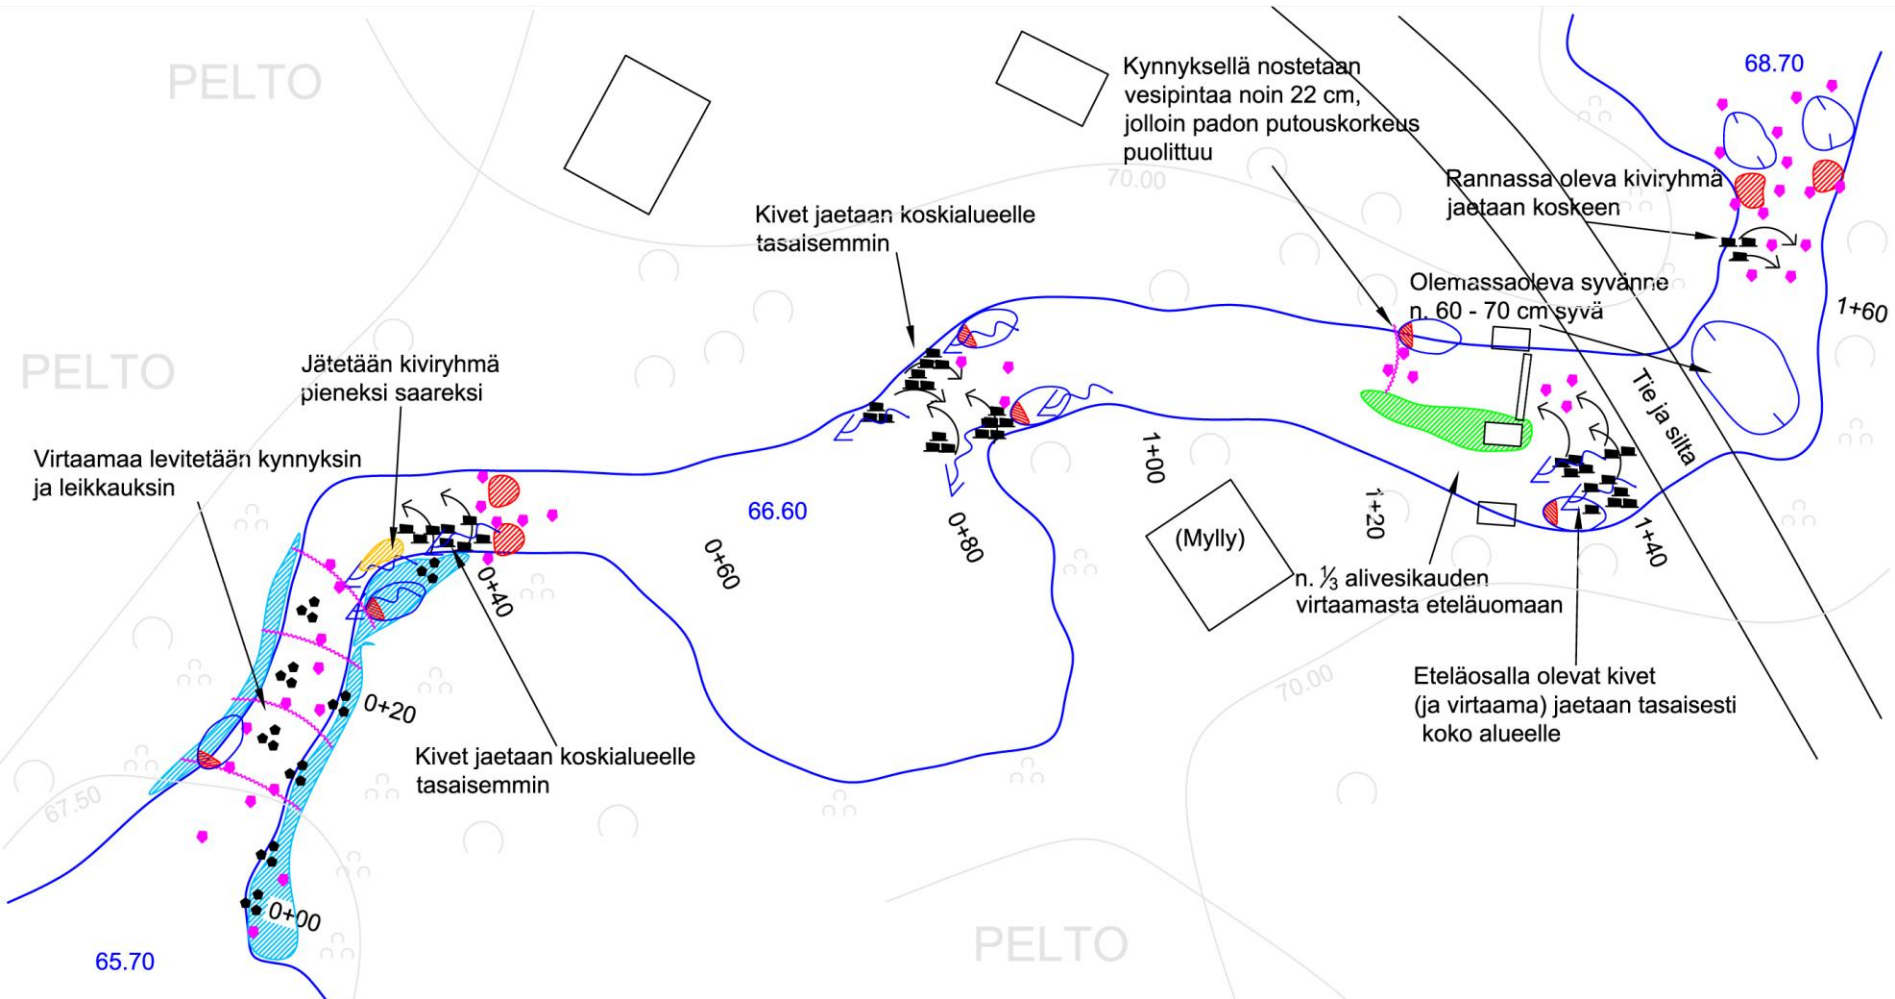 PELTO
Kynnyksellä nostetaan
vesipintaa noin 22 cm,
jolloin padon putouskorkeus
puolittuu
68.70
70.00
Rannassa oleva kiviryhmä
jaetaan koskeen
Kivet jaetaan koskialueelle
tasaisemmin
Olemassaoleva syvänne
n. 60 - 70 cm syvä
1+60
PELTO
Jätetään kiviryhmä
pieneksi saareksi
Tie ja silta
Virtaamaa levitetään kynnyksin
ja leikkauksin
1+00
66.60
1+20
0+80
(Mylly)
1+40
0+60
0+40
n. ⅓ alivesikauden
virtaamasta eteläuomaan
Eteläosalla olevat kivet
(ja virtaama) jaetaan tasaisesti
koko alueelle
70.00
0+20
Kivet jaetaan koskialueelle
tasaisemmin
67.50
0+00
PELTO
65.70